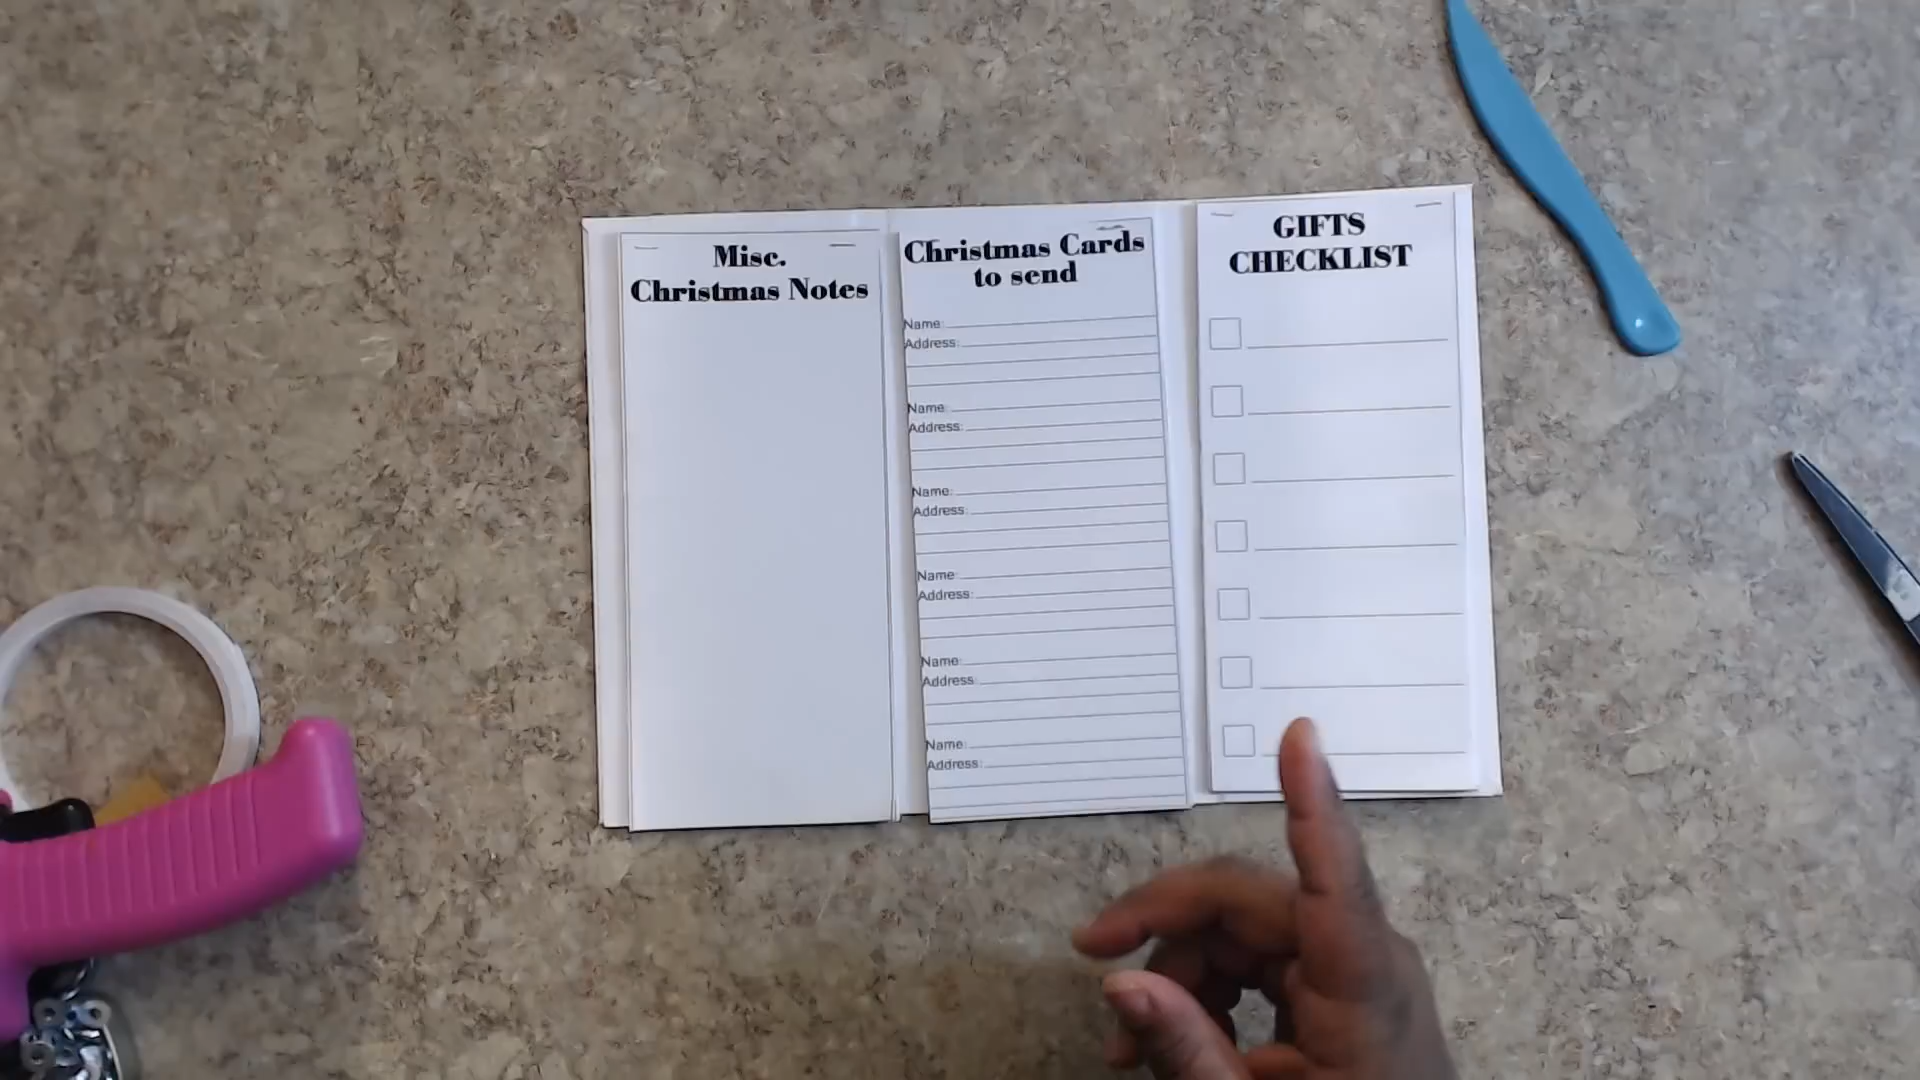 Misc.
Christmas Notes
Christmas Cards
to send
Name:
Address:
Name:
Address:
Name:
Address:
Name:
Address:
Name:
Address:
Name:
Address:
GIFTS
CHECKLIST